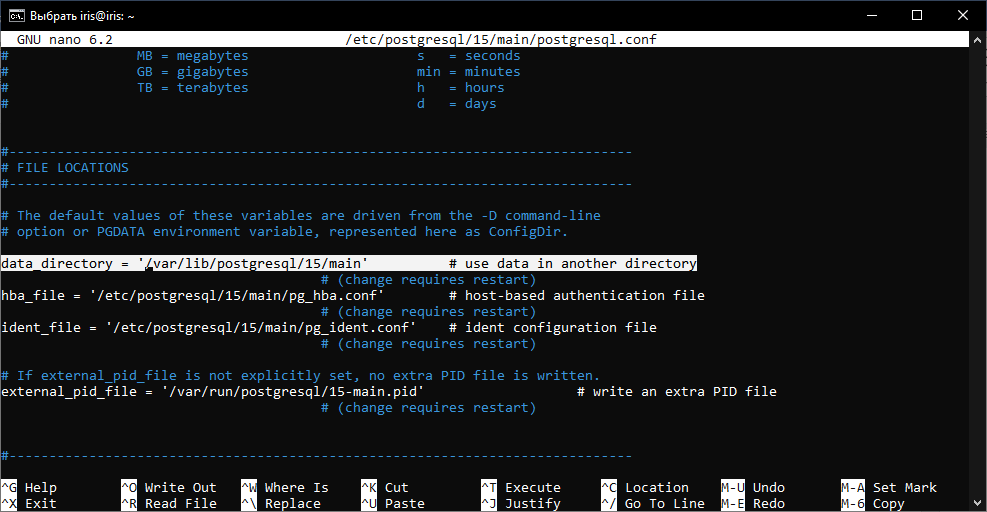 Выбрать iris@iris: ~
GNU nano 6.2 /etc/postgresql/15/main/postgresql.conf
# MB = megabytes s = seconds
# GB = gigabytes min = minutes
# TB = terabytes h = hours
# d = days
#------------------------------------------------------------------------------
# FILE LOCATIONS
#------------------------------------------------------------------------------
# The default values of these variables are driven from the -D command-line
# option or PGDATA environment variable, represented here as ConfigDir.
data_directory = '/var/lib/postgresql/15/main' # use data in another directory
# (change requires restart)
hba_file = '/etc/postgresql/15/main/pg_hba.conf' # host-based authentication file
# (change requires restart)
ident_file = '/etc/postgresql/15/main/pg_ident.conf' # ident configuration file
# (change requires restart)
# If external_pid_file is not explicitly set, no extra PID file is written.
external_pid_file = '/var/run/postgresql/15-main.pid' # write an extra PID file
# (change requires restart)
#------------------------------------------------------------------------------
^G Help ^O Write Out ^W Where Is ^K Cut ^T Execute ^C Location M-U Undo M-A Set Mark
^X Exit ^R Read File ^\ Replace ^U Paste ^J Justify ^/ Go To Line M-E Redo M-6 Copy